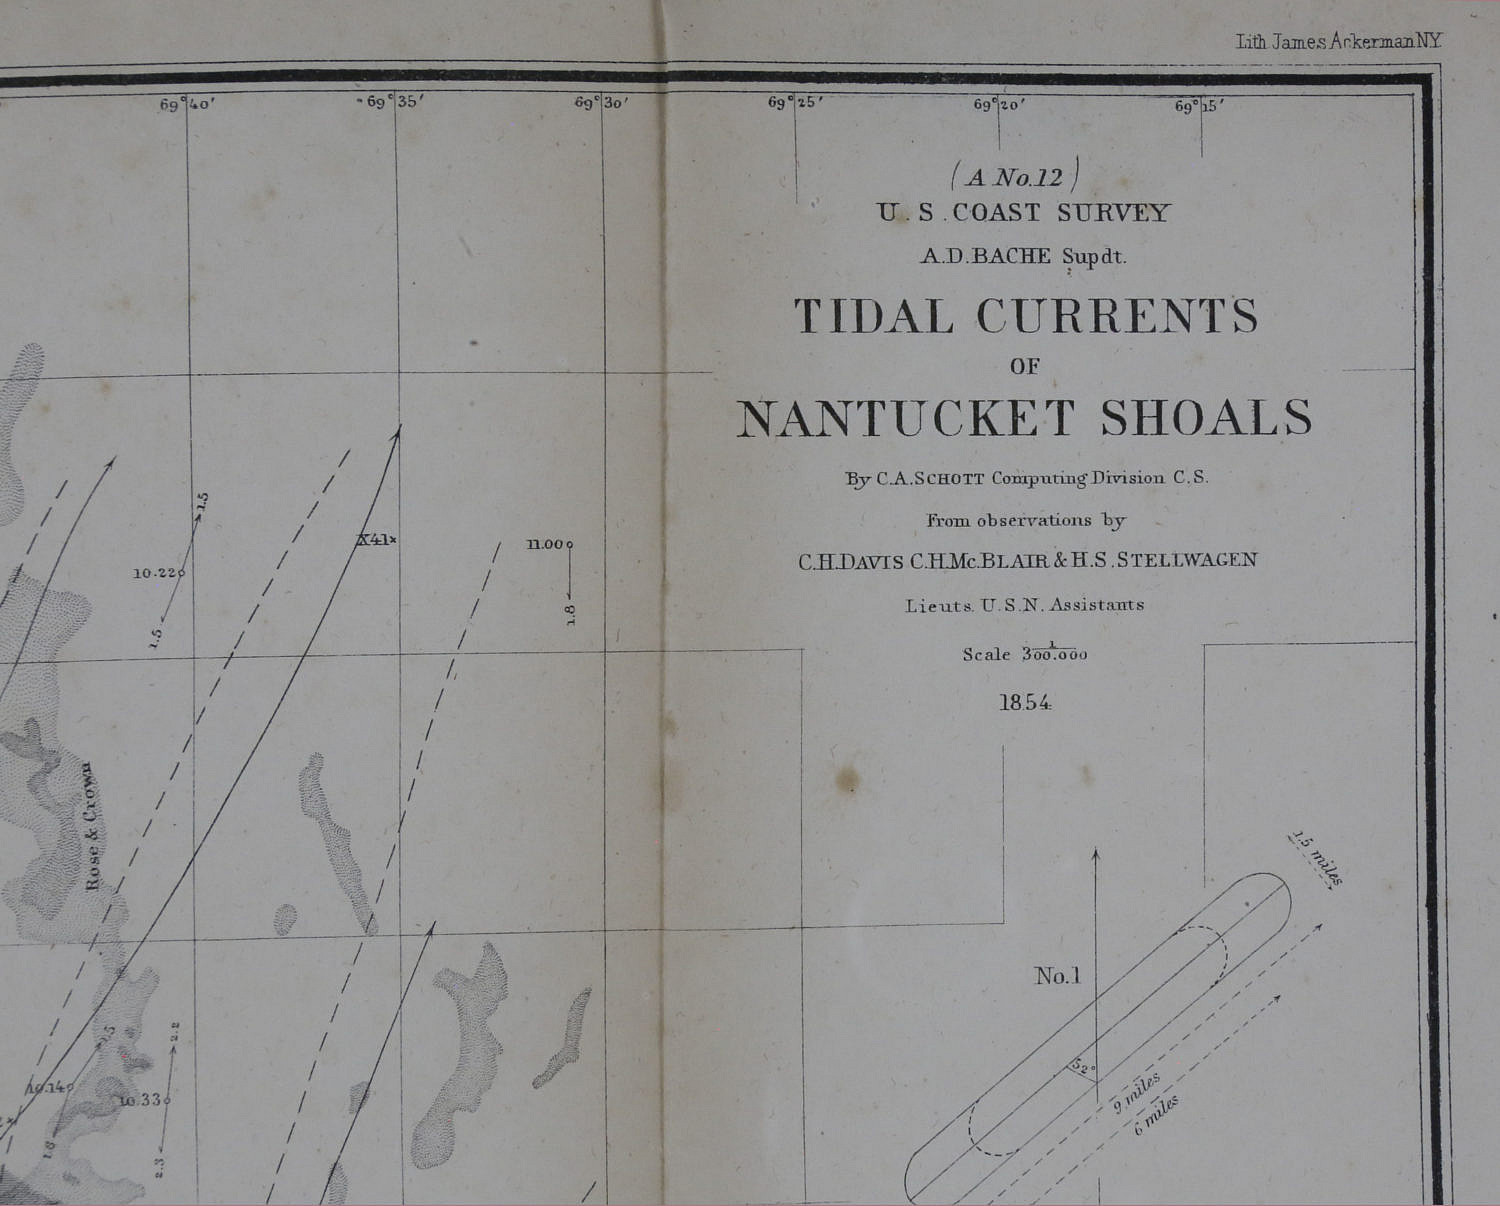 Lith James Ackerman NY
69°40' 69°35' 69°30' 69°25' 69°20' 69°15'
(A No.12)
U.S. COAST SURVEY
A.D. BACHE Supdt.
TIDAL CURRENTS
OF
NANTUCKET SHOALS
By C.A. SCHOTT Computing Division C.S.
From observations by
C.H. DAVIS C.H. Mc.BLAIR & H.S. STELLWAGEN
Lieuts. U.S.N. Assistants
Scale 1/300.000
1854
1.5
10.22
1.5
X41
11.00
1.8
Rose & Crown
1.5 miles
No.1
52°
9 miles
6 miles
2.2
10.14
10.33
1.6
2.3